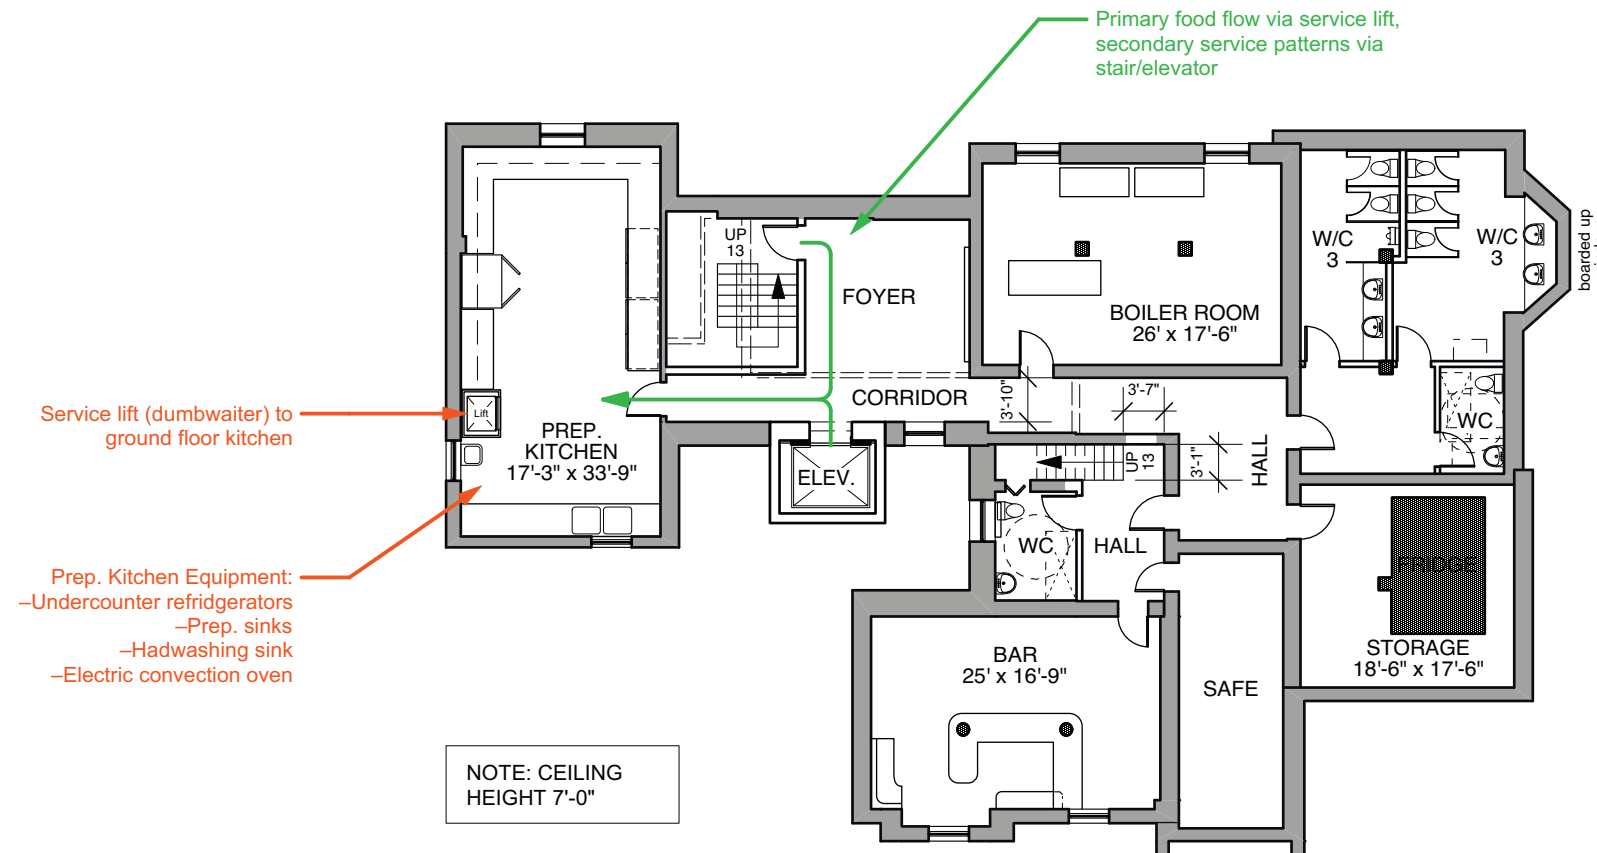 Primary food flow via service lift,
secondary service patterns via
stair/elevator
UP
13
FOYER
BOILER ROOM
26' x 17'-6"
W/C
3
W/C
3
boarded up
CORRIDOR
3'-10"
3'-7"
Service lift (dumbwaiter) to
ground floor kitchen
Lift
PREP.
KITCHEN
17'-3" x 33'-9"
ELEV.
UP
13
3'-1"
HALL
WC
WC
HALL
FRIDGE
STORAGE
18'-6" x 17'-6"
Prep. Kitchen Equipment:
–Undercounter refridgerators
–Prep. sinks
–Hadwashing sink
–Electric convection oven
BAR
25' x 16'-9"
SAFE
NOTE: CEILING
HEIGHT 7'-0"